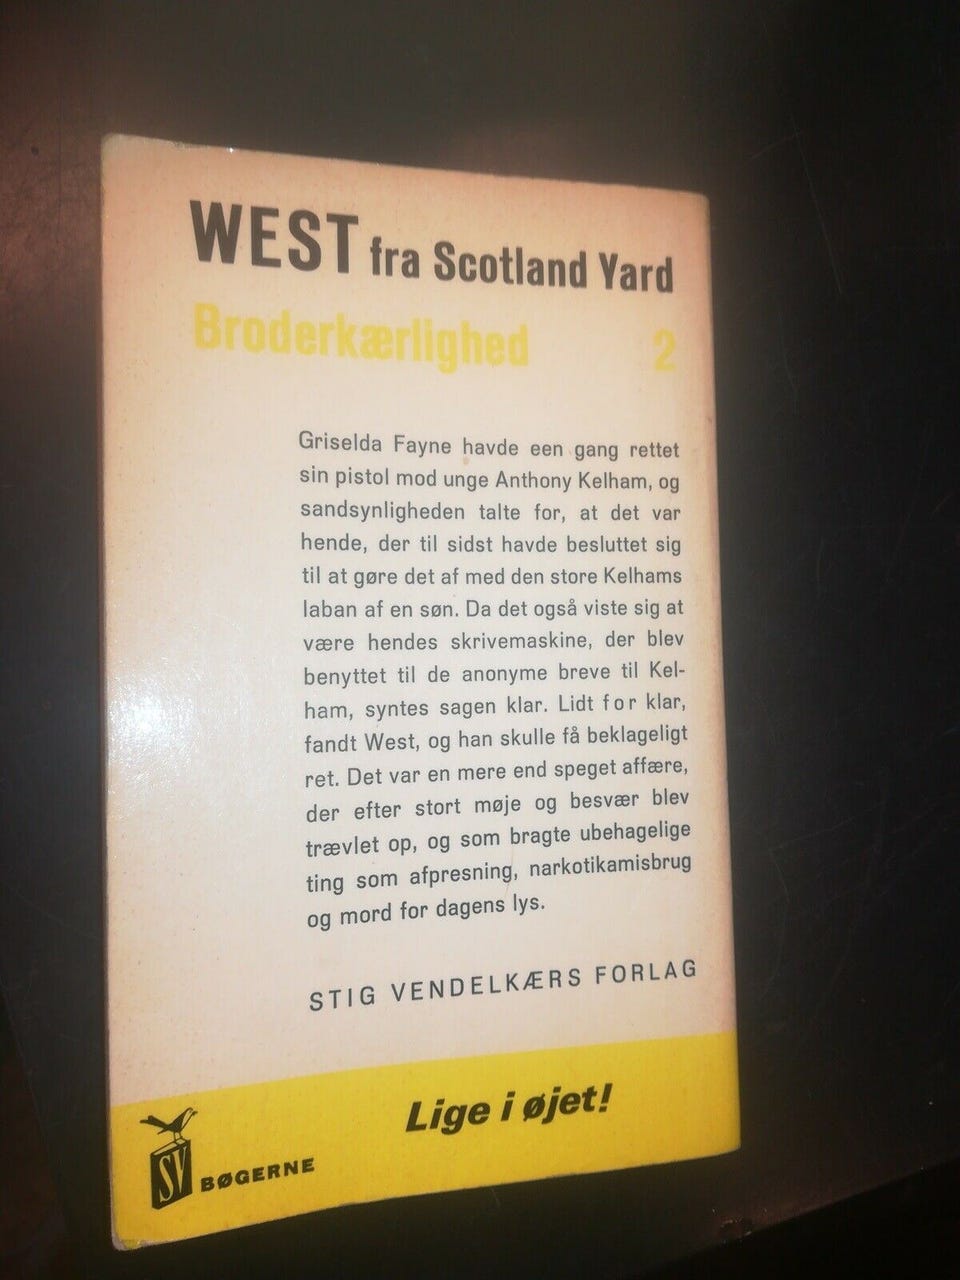 WEST fra Scotland Yard
Broderkærlighed 2
Griselda Fayne havde een gang rettet
sin pistol mod unge Anthony Kelham, og
sandsynligheden talte for, at det var
hende, der til sidst havde besluttet sig
til at gøre det af med den store Kelhams
laban af en søn. Da det også viste sig at
være hendes skrivemaskine, der blev
benyttet til de anonyme breve til Kel-
ham, syntes sagen klar. Lidt for klar,
fandt West, og han skulle få beklageligt
ret. Det var en mere end speget affære,
der efter stort møje og besvær blev
trævlet op, og som bragte ubehagelige
ting som afpresning, narkotikamisbrug
og mord for dagens lys.
STIG VENDELKÆRS FORLAG
Lige i øjet!
SV BØGERNE